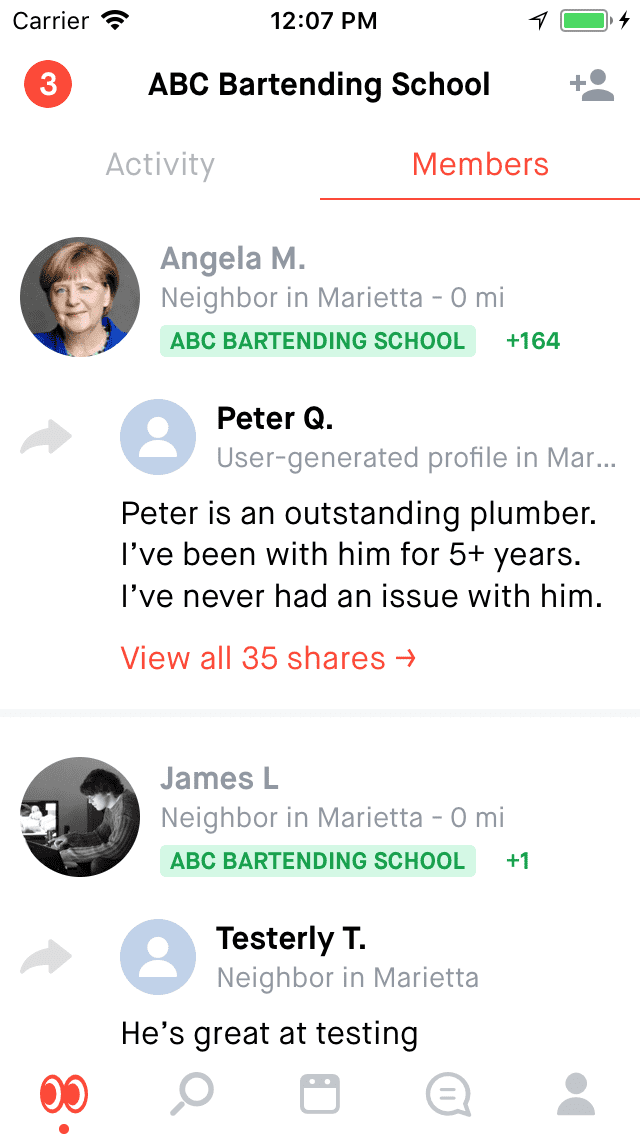 Carrier 12:07 PM
3 ABC Bartending School
Activity Members
Angela M.
Neighbor in Marietta - 0 mi
ABC BARTENDING SCHOOL +164
Peter Q.
User-generated profile in Mar...
Peter is an outstanding plumber.
I’ve been with him for 5+ years.
I’ve never had an issue with him.
View all 35 shares →
James L
Neighbor in Marietta - 0 mi
ABC BARTENDING SCHOOL +1
Testerly T.
Neighbor in Marietta
He’s great at testing